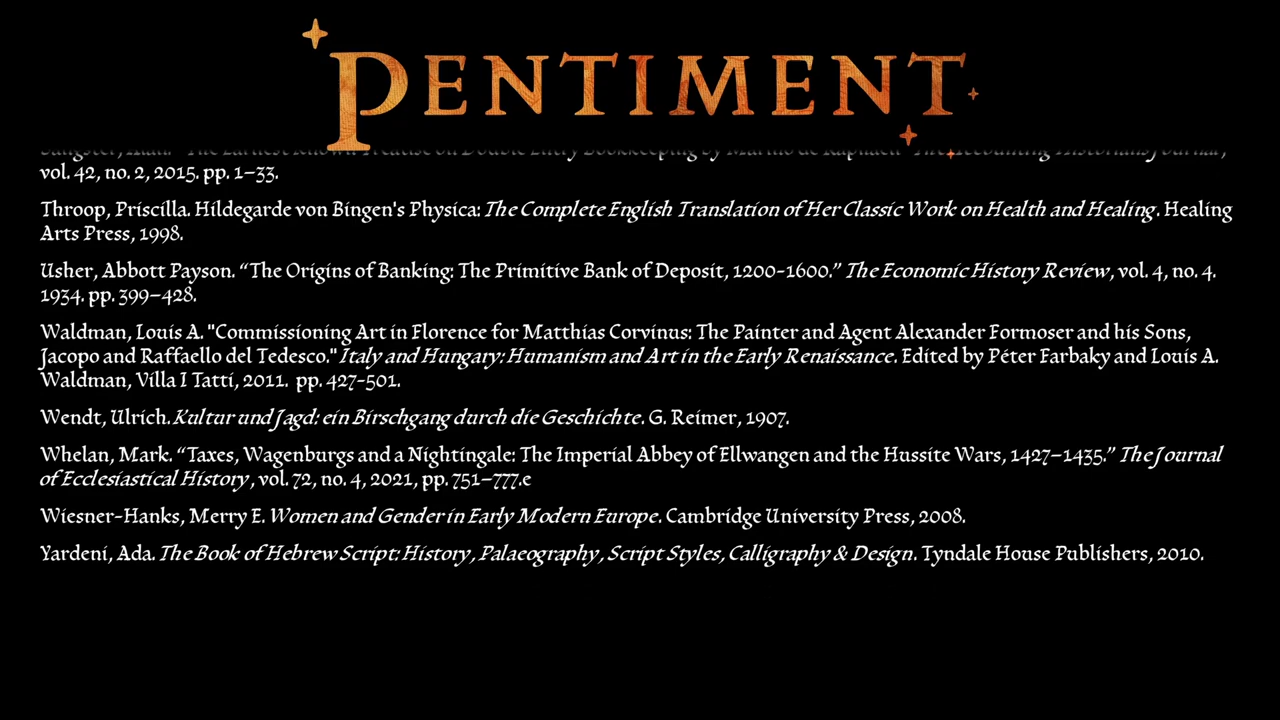 PENTIMENT
vol. 42, no. 2, 2015. pp. 1–33.
Throop, Priscilla. Hildegarde von Bingen's Physica: The Complete English Translation of Her Classic Work on Health and Healing. Healing
Arts Press, 1998.
Usher, Abbott Payson. “The Origins of Banking: The Primitive Bank of Deposit, 1200-1600.” The Economic History Review, vol. 4, no. 4.
1934. pp. 399–428.
Waldman, Louis A. "Commissioning Art in Florence for Matthias Corvinus: The Painter and Agent Alexander Formoser and his Sons,
Jacopo and Raffaello del Tedesco." Italy and Hungary: Humanism and Art in the Early Renaissance. Edited by Péter Farbaky and Louis A.
Waldman, Villa I Tatti, 2011. pp. 427-501.
Wendt, Ulrich. Kultur und Jagd: ein Birschgang durch die Geschichte. G. Reimer, 1907.
Whelan, Mark. “Taxes, Wagenburgs and a Nightingale: The Imperial Abbey of Ellwangen and the Hussite Wars, 1427–1435.” The Journal
of Ecclesiastical History, vol. 72, no. 4, 2021, pp. 751–777.e
Wiesner-Hanks, Merry E. Women and Gender in Early Modern Europe. Cambridge University Press, 2008.
Yardeni, Ada. The Book of Hebrew Script: History, Palaeography, Script Styles, Calligraphy & Design. Tyndale House Publishers, 2010.